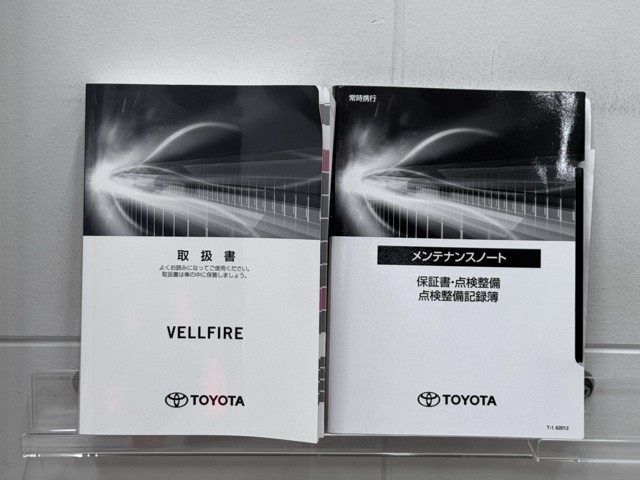 取扱書
よくお読みになってご使用ください。
取扱書は車の中に保管しましょう。
VELLFIRE
TOYOTA
常時携行
メンテナンスノート
保証書・点検整備
点検整備記録簿
TOYOTA
T-1 62012